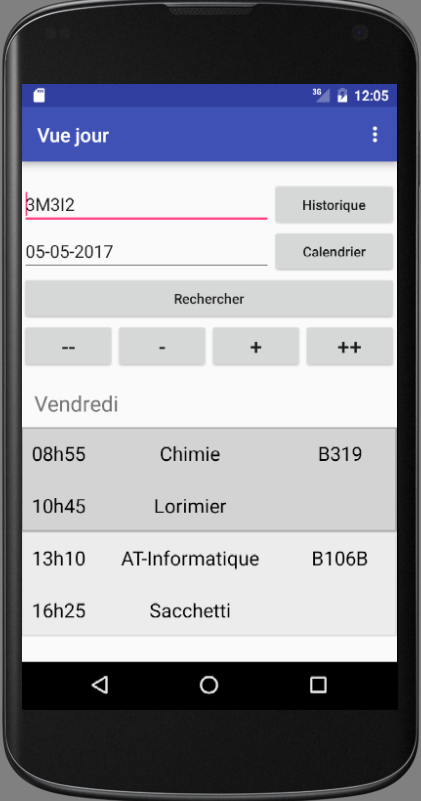 3G 12:05
Vue jour
3M3I2 Historique
05-05-2017 Calendrier
Rechercher
-- - + ++
Vendredi
08h55 Chimie B319
10h45 Lorimier
13h10 AT-Informatique B106B
16h25 Sacchetti